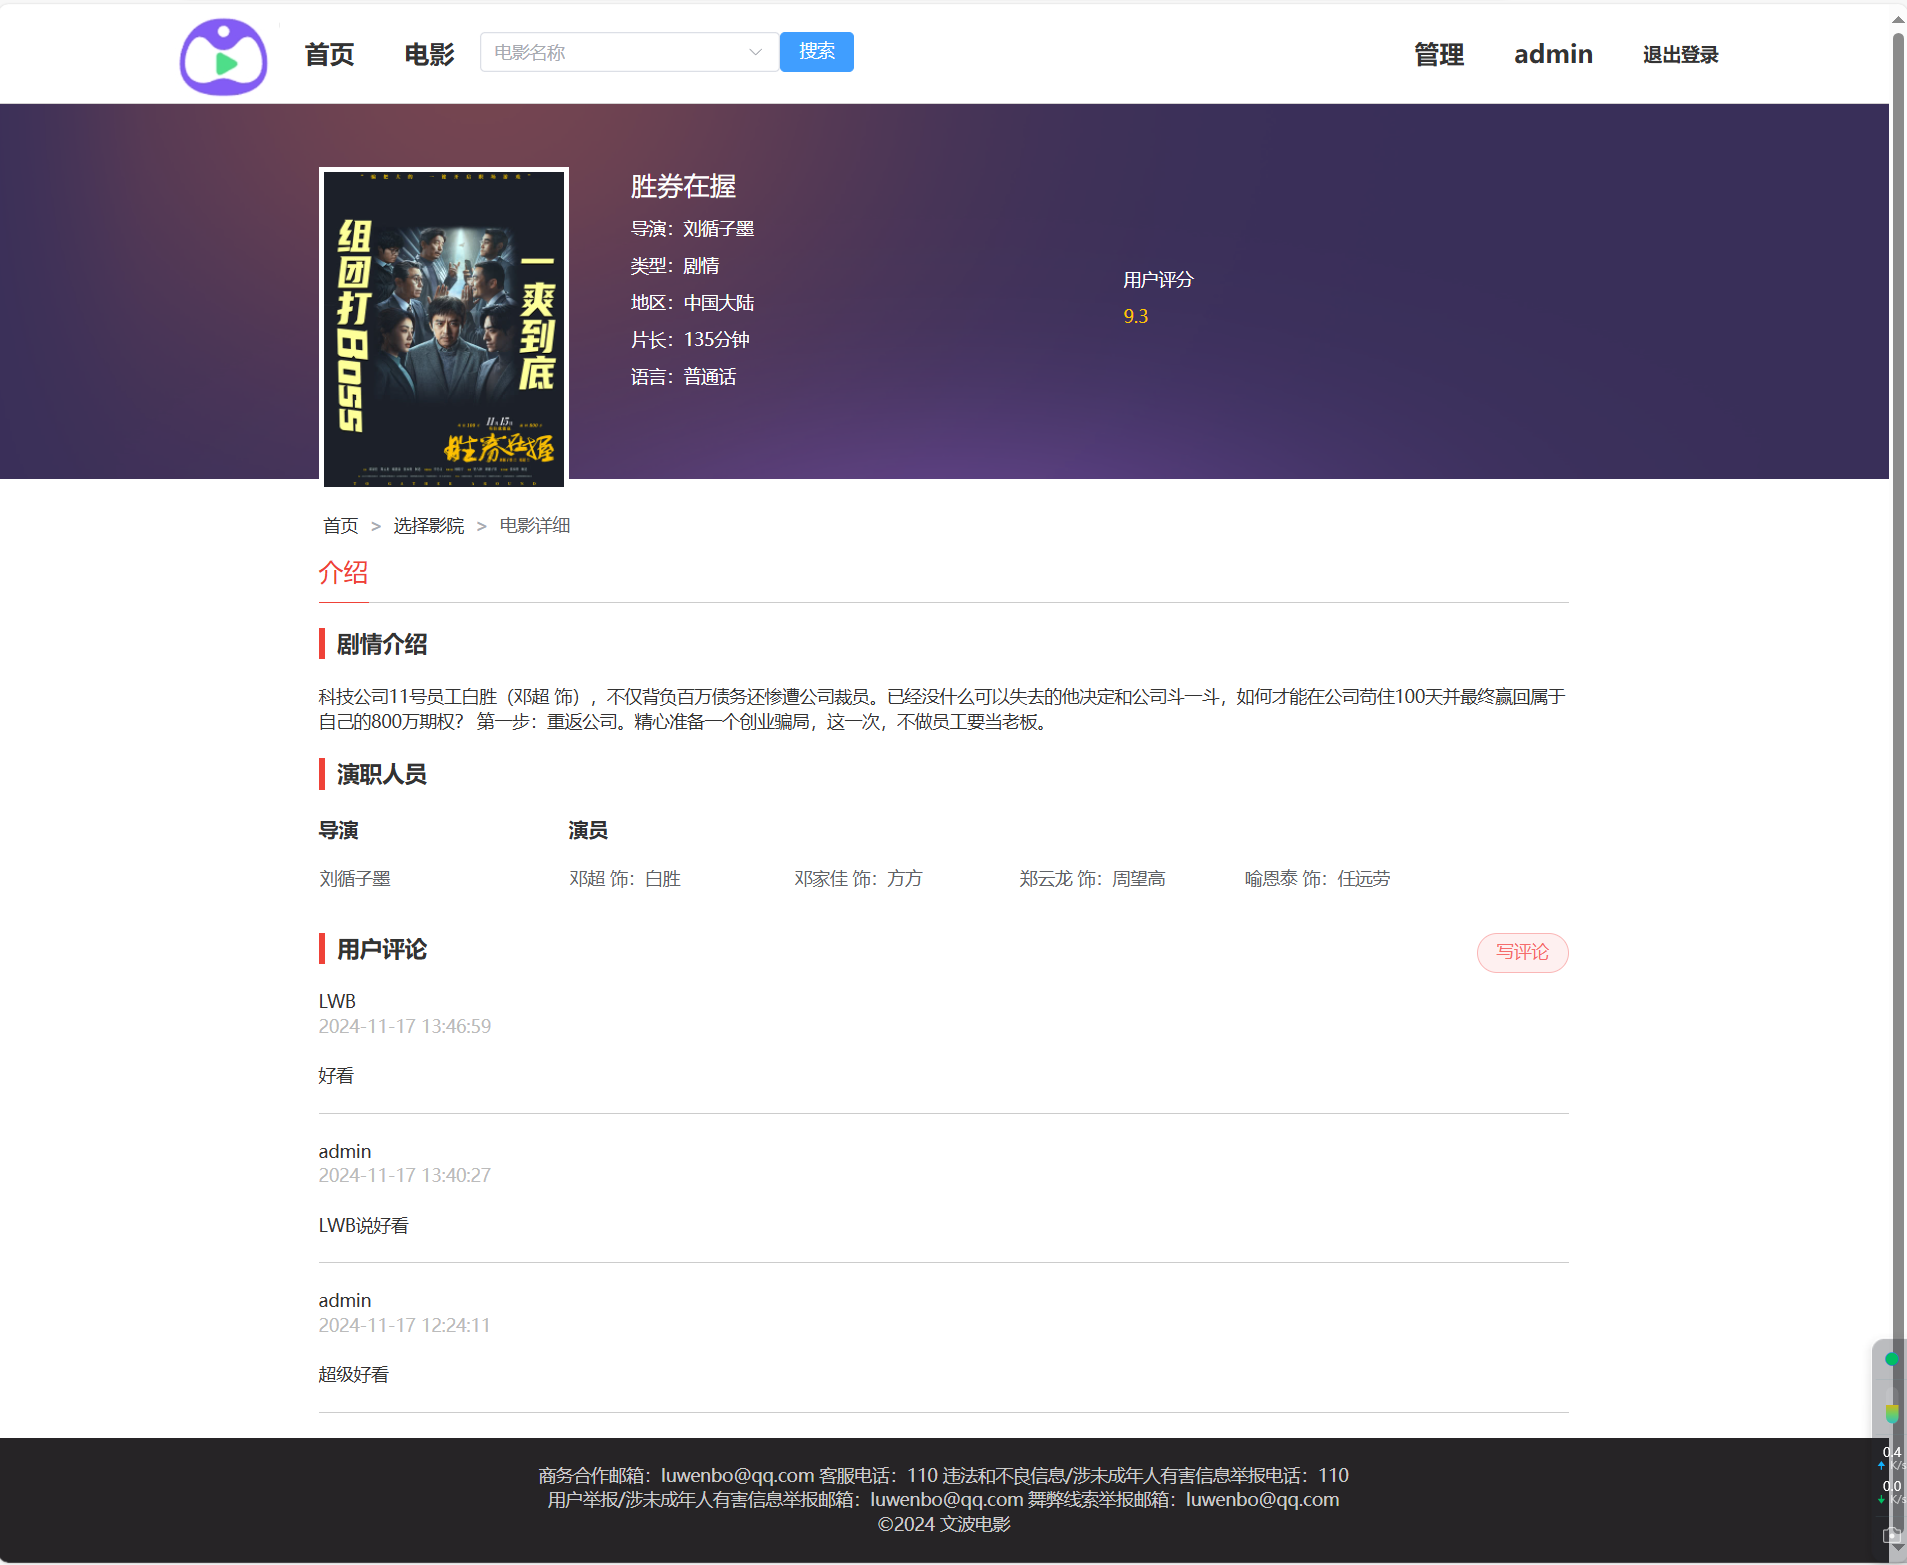 首页
电影
电影名称
搜索
管理
admin
退出登录
组团打BOSS
一爽到底
11月15日
胜券在握
胜券在握
导演：刘循子墨
类型：剧情
地区：中国大陆
片长：135分钟
语言：普通话
用户评分
9.3
首页 > 选择影院 > 电影详细
介绍
剧情介绍
科技公司11号员工白胜（邓超 饰），不仅背负百万债务还惨遭公司裁员。已经没什么可以失去的他决定和公司斗一斗，如何才能在公司苟住100天并最终赢回属于
自己的800万期权？ 第一步：重返公司。精心准备一个创业骗局，这一次，不做员工要当老板。
演职人员
导演
演员
刘循子墨
邓超 饰：白胜
邓家佳 饰：方方
郑云龙 饰：周望高
喻恩泰 饰：任远劳
用户评论
写评论
LWB
2024-11-17 13:46:59
好看
admin
2024-11-17 13:40:27
LWB说好看
admin
2024-11-17 12:24:11
超级好看
商务合作邮箱：luwenbo@qq.com 客服电话：110 违法和不良信息/涉未成年人有害信息举报电话：110
用户举报/涉未成年人有害信息举报邮箱：luwenbo@qq.com 舞弊线索举报邮箱：luwenbo@qq.com
©2024 文波电影
0.4
K/s
0.0
K/s